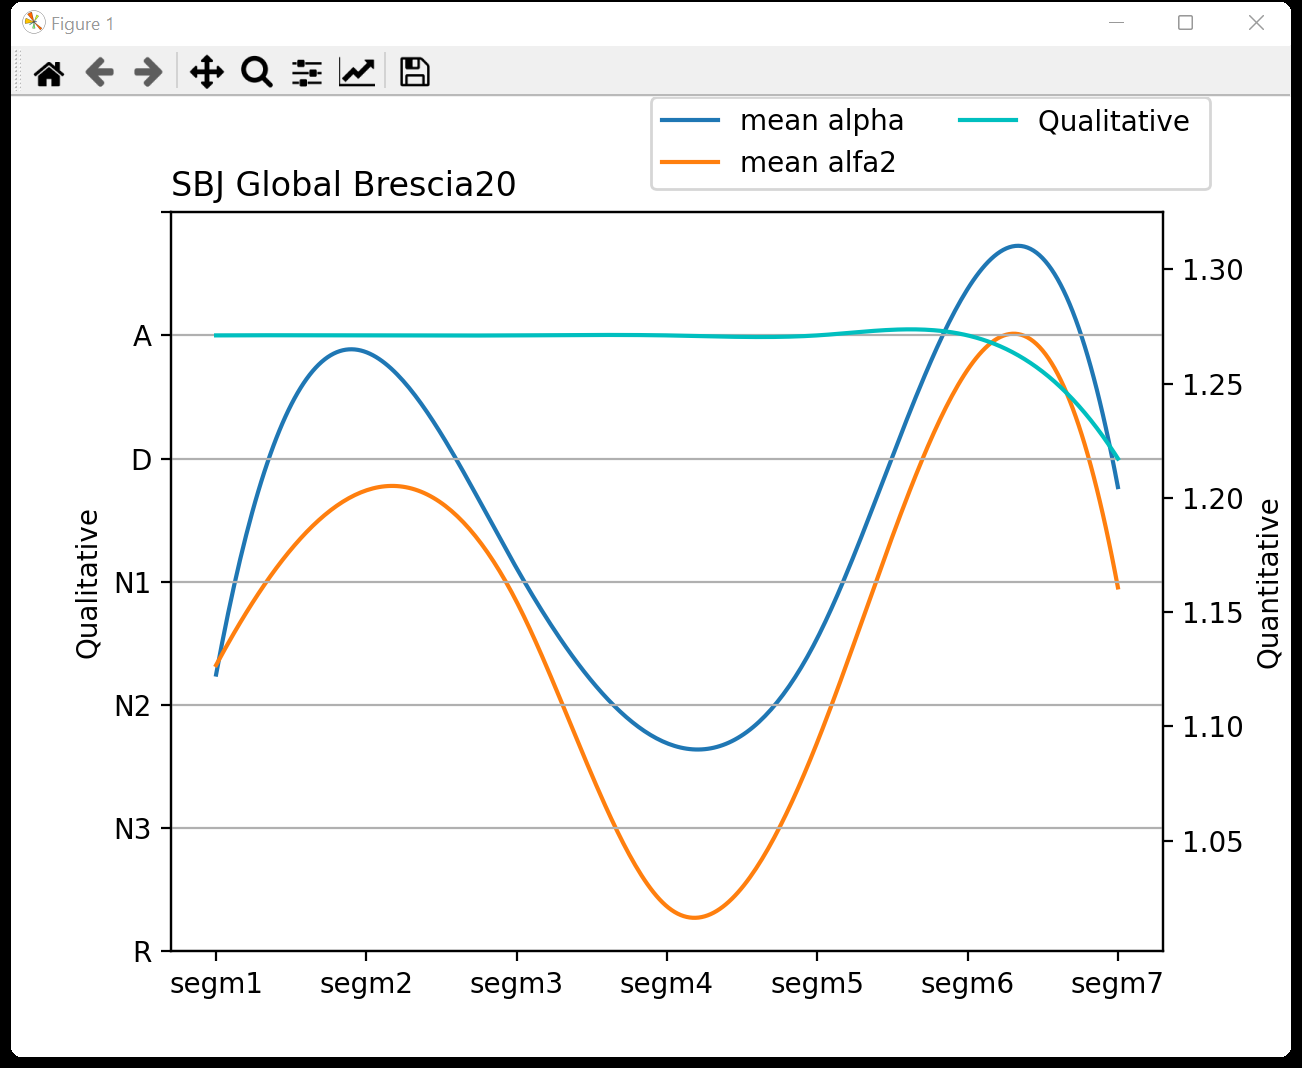 Figure 1
mean alpha
Qualitative
mean alfa2
SBJ Global Brescia20
A
D
N1
N2
N3
R
Qualitative
1.30
1.25
1.20
1.15
1.10
1.05
Quantitative
segm1 segm2 segm3 segm4 segm5 segm6 segm7